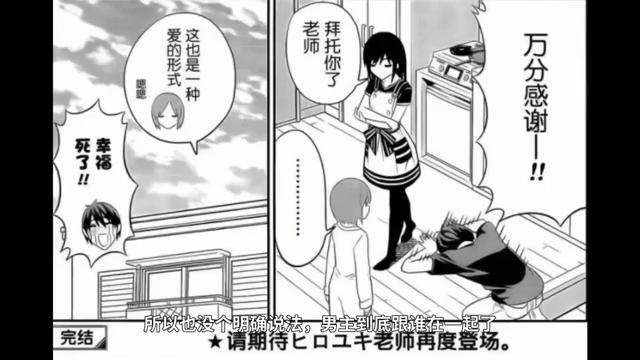 万分感谢ー!!
拜托你了
老师
………
这也是一种
爱的形式
嗯嗯
幸福
死了!!
完结
所以也没个明确说法，男主到底跟谁在一起了
★请期待ヒロユキ老师再度登场。